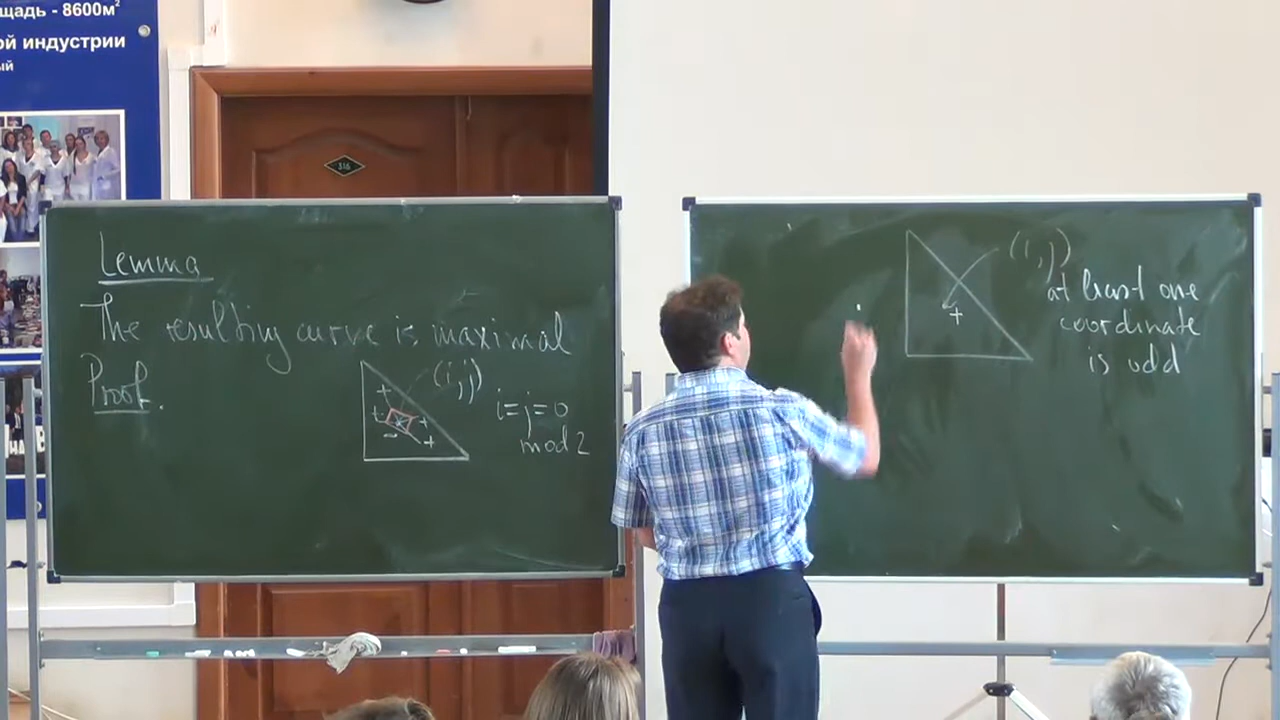 щадь - 8600м²
ой индустрии
ый
316
Lemma
The resulting curve is maximal
Proof.
(i,j)
i=j=0
mod 2
+
+
+
+
-
(i,j)
at least one
coordinate
is odd
+